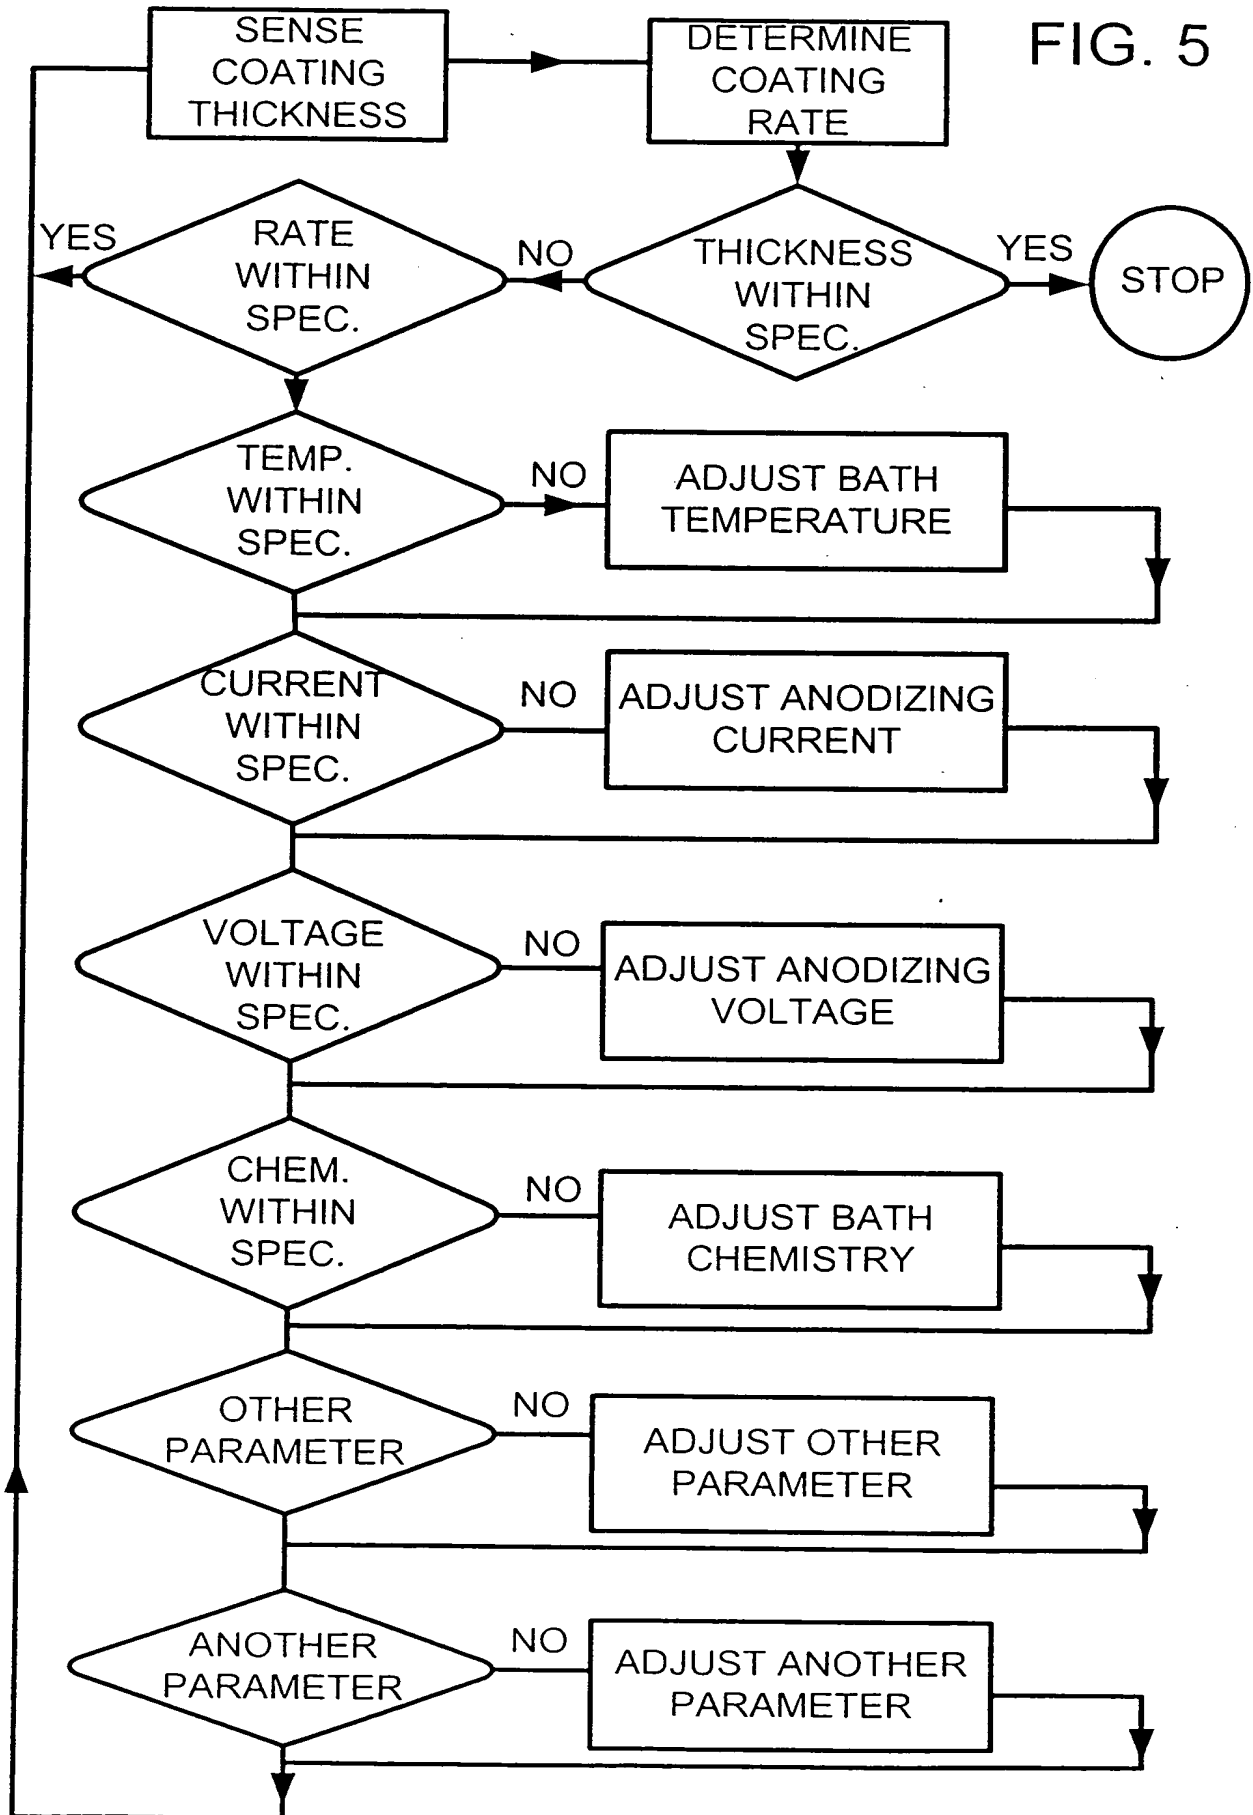 FIG. 5
SENSE
COATING
THICKNESS
DETERMINE
COATING
RATE
YES
RATE
WITHIN
SPEC.
NO
THICKNESS
WITHIN
SPEC.
YES
STOP
TEMP.
WITHIN
SPEC.
NO
ADJUST BATH
TEMPERATURE
CURRENT
WITHIN
SPEC.
NO
ADJUST ANODIZING
CURRENT
VOLTAGE
WITHIN
SPEC.
NO
ADJUST ANODIZING
VOLTAGE
CHEM.
WITHIN
SPEC.
NO
ADJUST BATH
CHEMISTRY
OTHER
PARAMETER
NO
ADJUST OTHER
PARAMETER
ANOTHER
PARAMETER
NO
ADJUST ANOTHER
PARAMETER